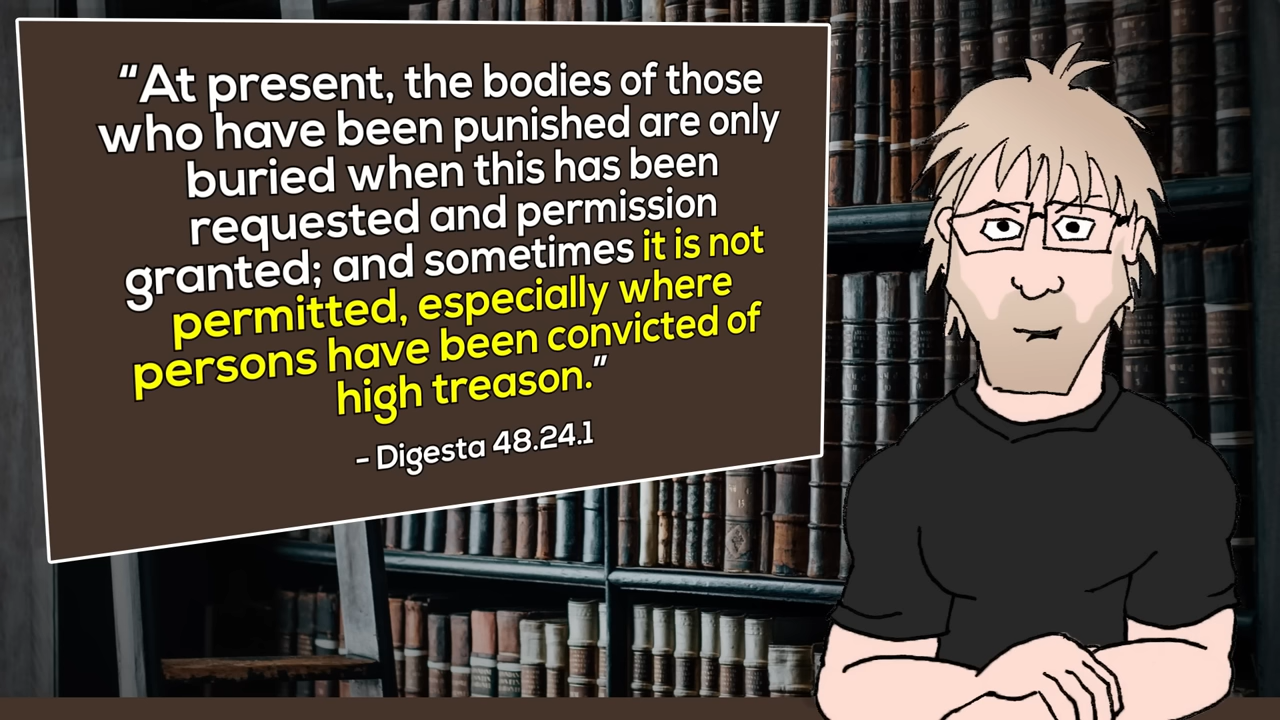 “At present, the bodies of those
who have been punished are only
buried when this has been
requested and permission
granted; and sometimes it is not
permitted, especially where
persons have been convicted of
high treason.”
- Digesta 48.24.1